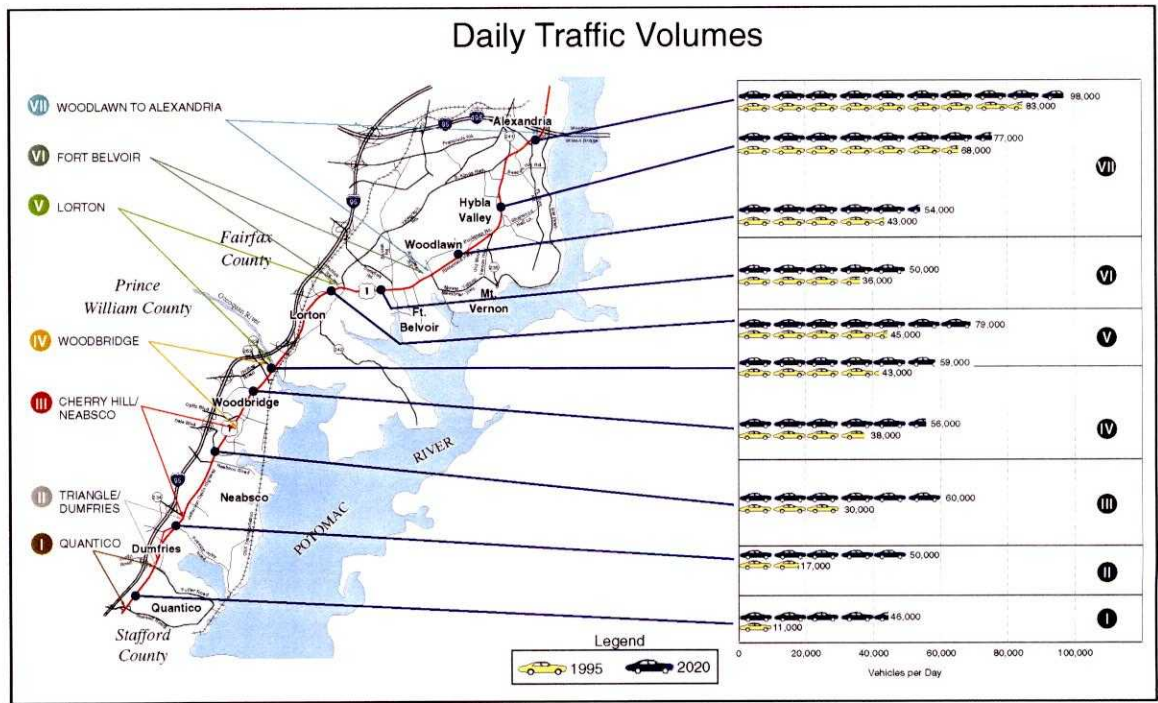 Daily Traffic Volumes
VII WOODLAWN TO ALEXANDRIA
VI FORT BELVOIR
V LORTON
IV WOODBRIDGE
III CHERRY HILL/
NEABSCO
II TRIANGLE/
DUMFRIES
I QUANTICO
Alexandria
95
Hybla
Valley
Fairfax
County
Woodlawn
Prince
William County
1
Mt.
Vernon
Lorton
Ft.
Belvoir
Occoquan River
Woodbridge
RIVER
95
Neabsco
POTOMAC
Dumfries
Quantico
Stafford
County
98,000
83,000
77,000
68,000
VII
54,000
43,000
50,000
VI
36,000
79,000
45,000
V
59,000
43,000
56,000
IV
38,000
60,000
III
30,000
50,000
17,000
II
46,000
I
11,000
0 20,000 40,000 60,000 80,000 100,000
Vehicles per Day
Legend
1995 2020